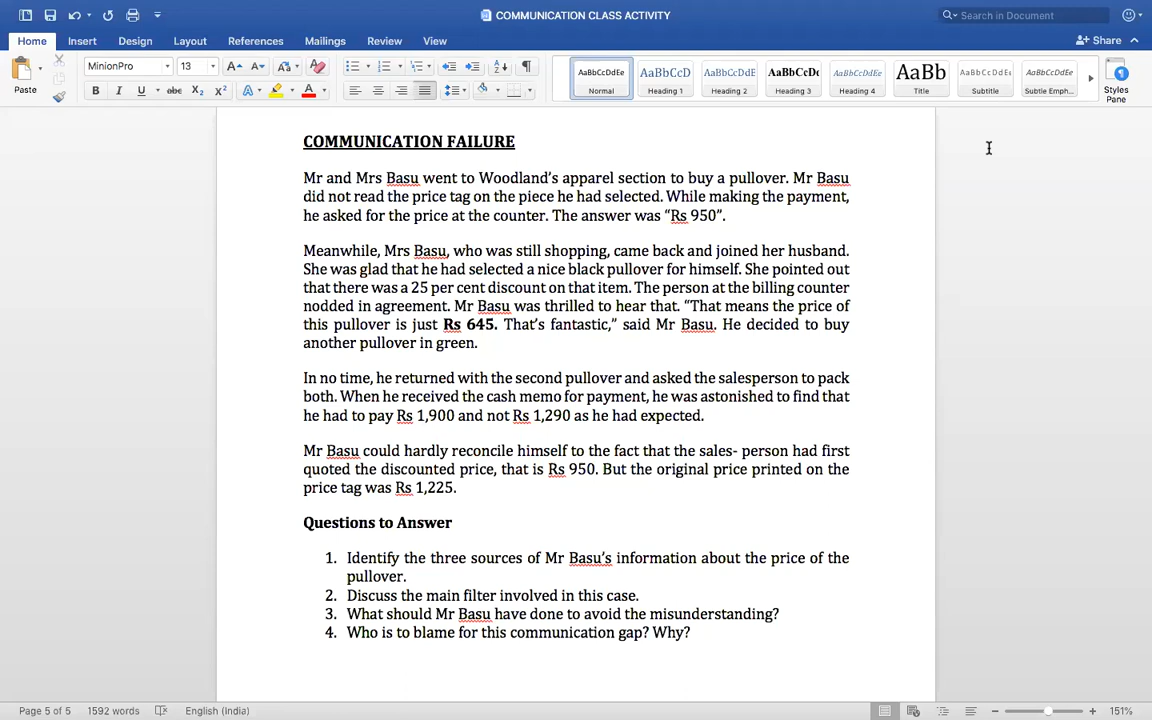 COMMUNICATION CLASS ACTIVITY
Search in Document
Home Insert Design Layout References Mailings Review View
Share
Paste
MinionPro 13
AaBbCcDdEe AaBbCcD AaBbCcDdE AaBbCcDc AaBbCcDdEe AaBb AaBbCcDdEe AaBbCcDdEe
Normal Heading 1 Heading 2 Heading 3 Heading 4 Title Subtitle Subtle Emph...
Styles
Pane
COMMUNICATION FAILURE
Mr and Mrs Basu went to Woodland’s apparel section to buy a pullover. Mr Basu
did not read the price tag on the piece he had selected. While making the payment,
he asked for the price at the counter. The answer was “Rs 950”.
Meanwhile, Mrs Basu, who was still shopping, came back and joined her husband.
She was glad that he had selected a nice black pullover for himself. She pointed out
that there was a 25 per cent discount on that item. The person at the billing counter
nodded in agreement. Mr Basu was thrilled to hear that. “That means the price of
this pullover is just Rs 645. That’s fantastic,” said Mr Basu. He decided to buy
another pullover in green.
In no time, he returned with the second pullover and asked the salesperson to pack
both. When he received the cash memo for payment, he was astonished to find that
he had to pay Rs 1,900 and not Rs 1,290 as he had expected.
Mr Basu could hardly reconcile himself to the fact that the sales- person had first
quoted the discounted price, that is Rs 950. But the original price printed on the
price tag was Rs 1,225.
Questions to Answer
1. Identify the three sources of Mr Basu’s information about the price of the
pullover.
2. Discuss the main filter involved in this case.
3. What should Mr Basu have done to avoid the misunderstanding?
4. Who is to blame for this communication gap? Why?
Page 5 of 5 1592 words English (India) 151%